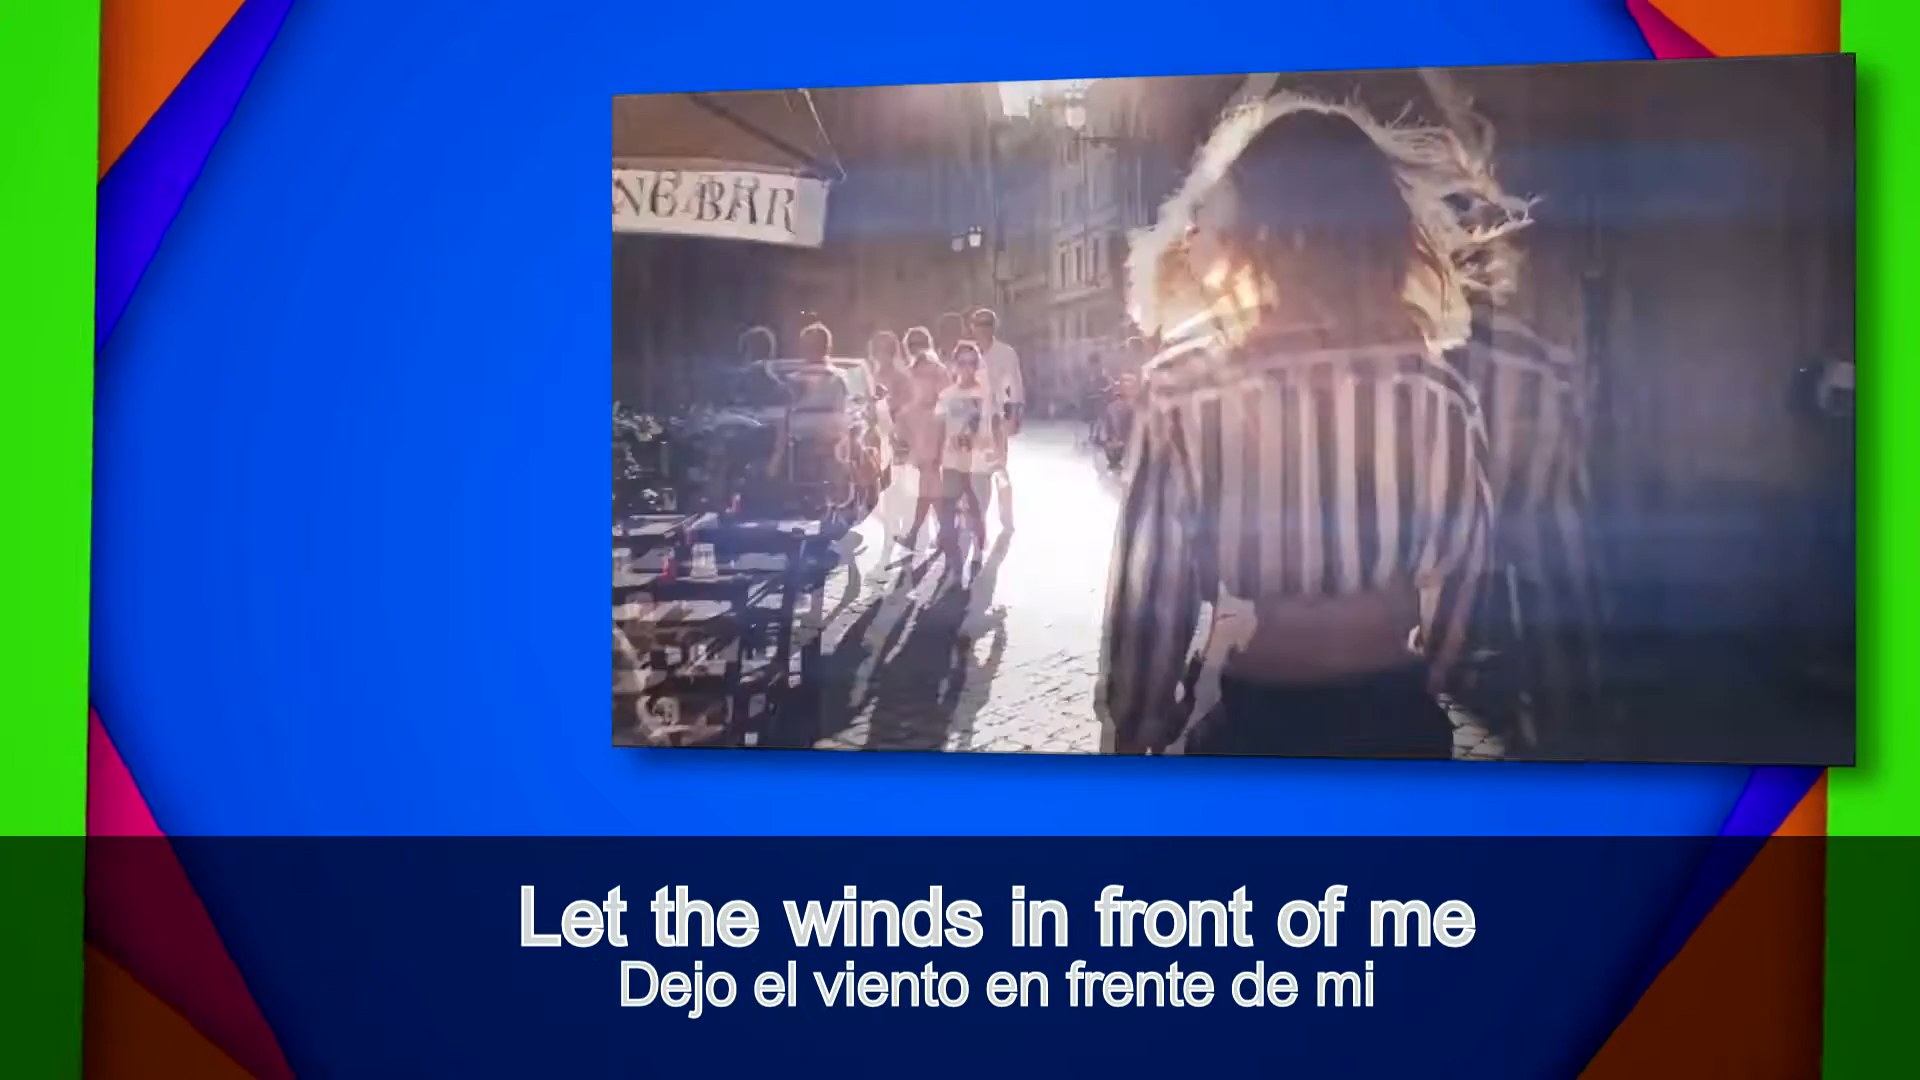 NE BAR
Let the winds in front of me
Dejo el viento en frente de mi